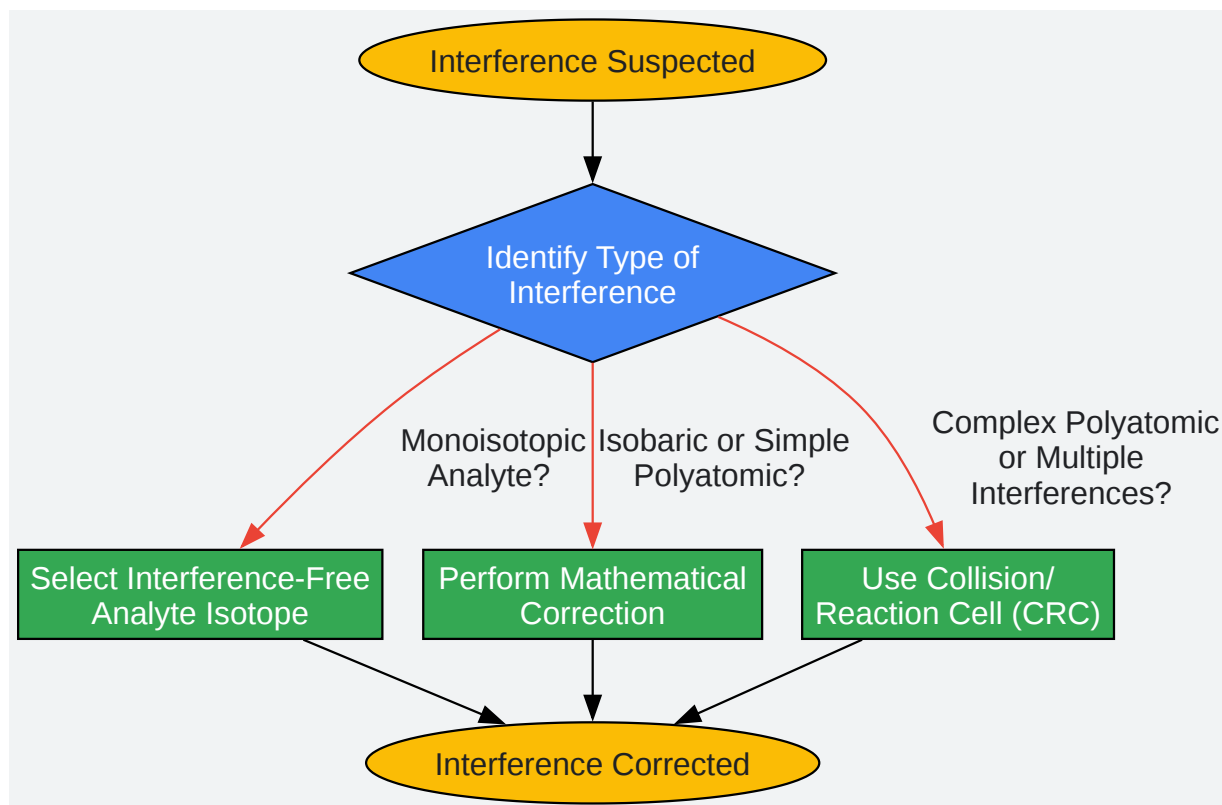 Interference Suspected
Identify Type of
Interference
Monoisotopic
Analyte?
Isobaric or Simple
Polyatomic?
Complex Polyatomic
or Multiple
Interferences?
Select Interference-Free
Analyte Isotope
Perform Mathematical
Correction
Use Collision/
Reaction Cell (CRC)
Interference Corrected